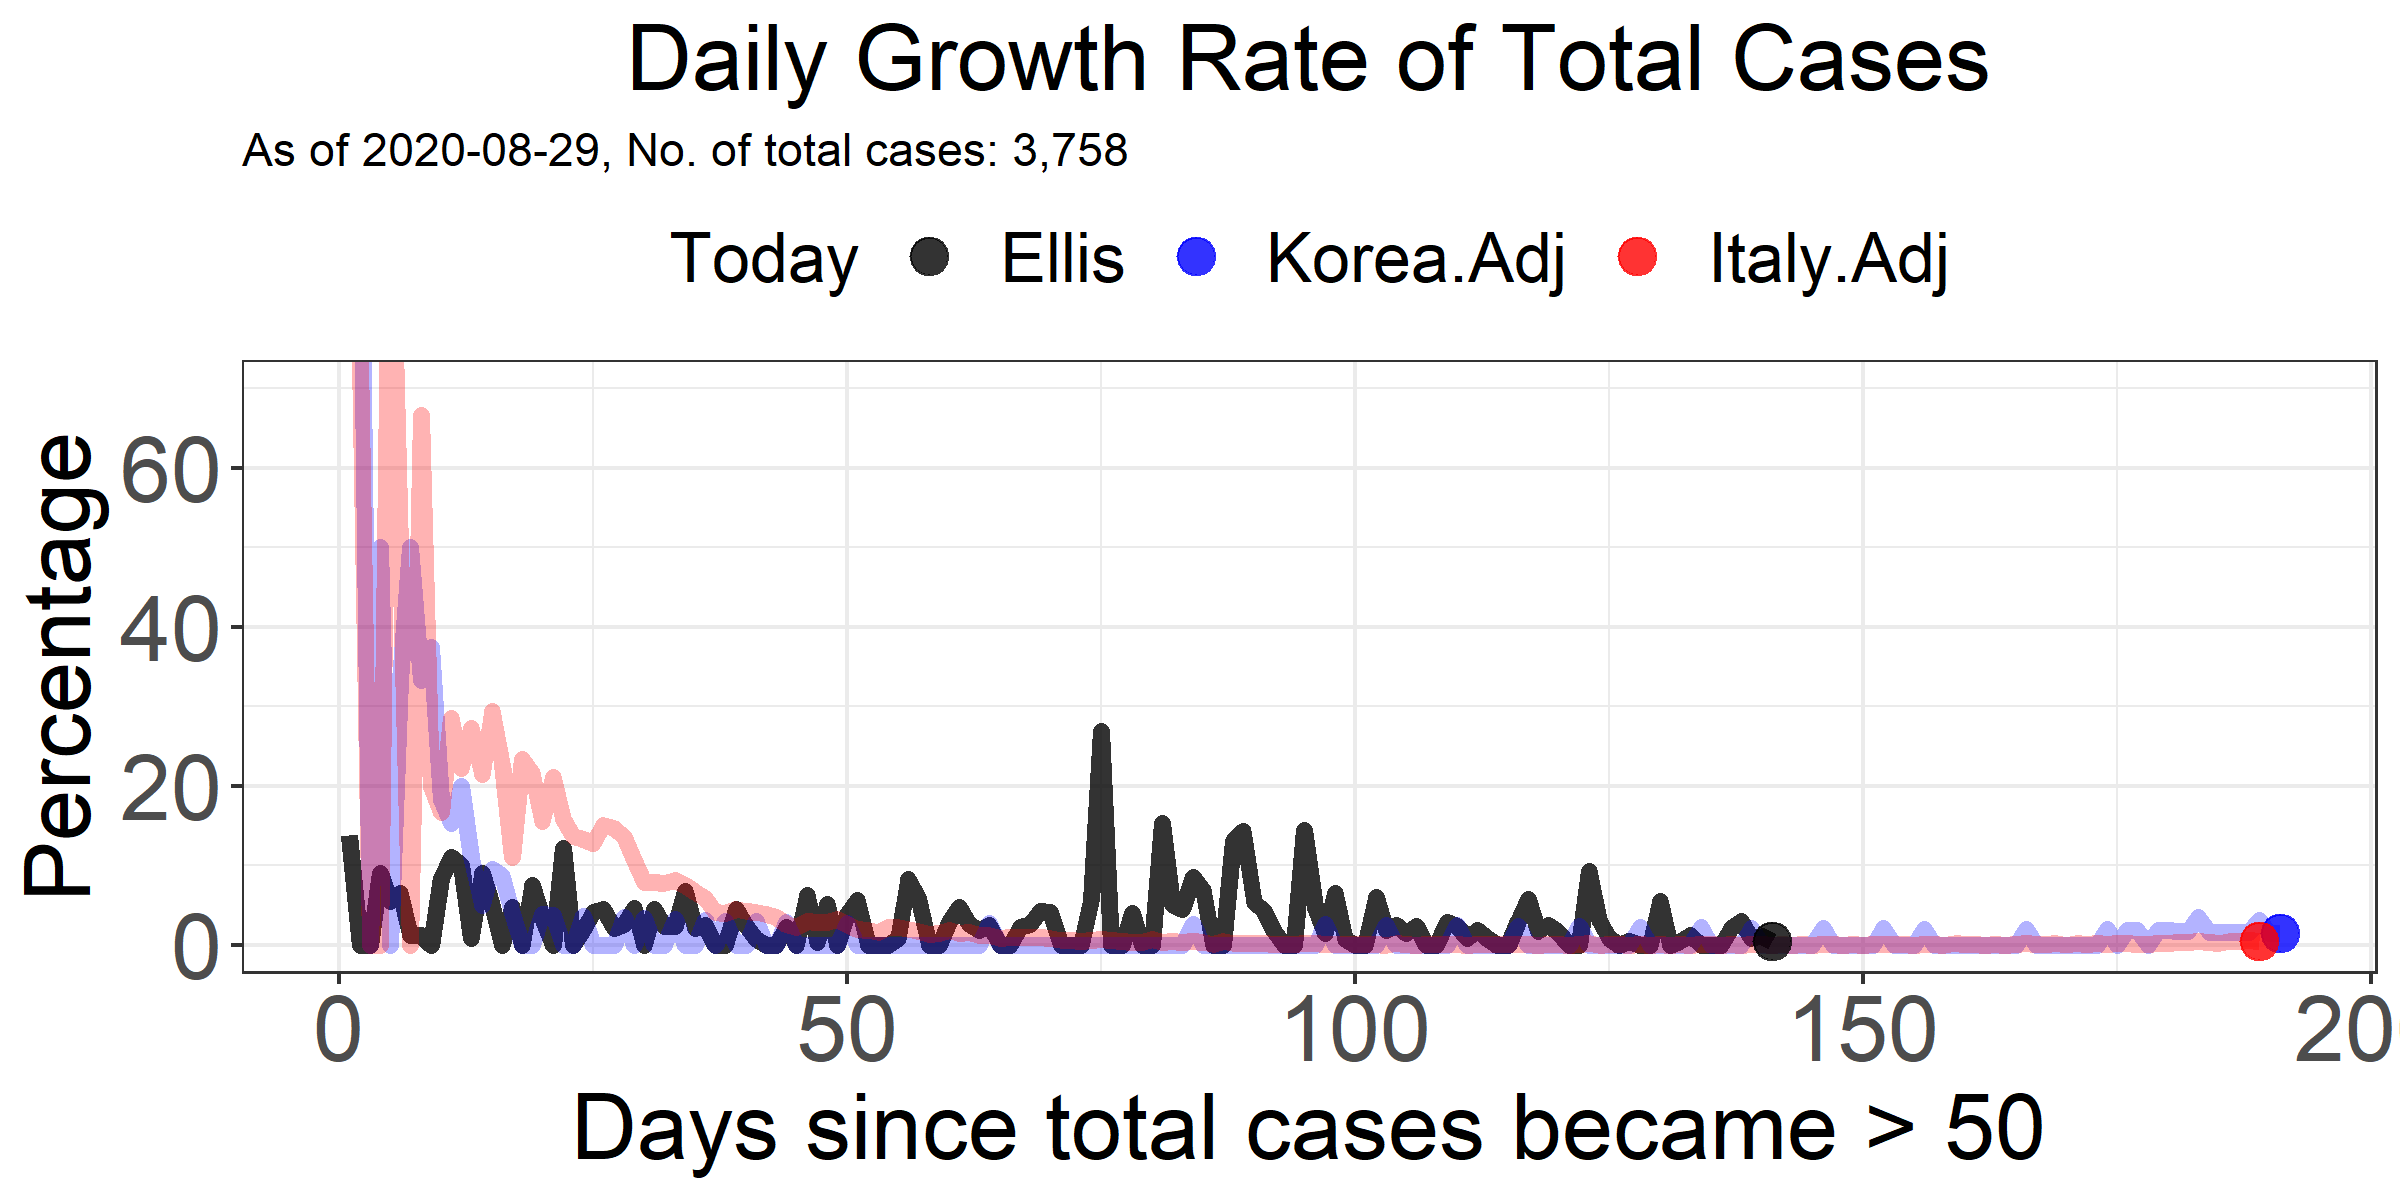 Daily Growth Rate of Total Cases
As of 2020-08-29, No. of total cases: 3,758
Today Ellis Korea.Adj Italy.Adj
Percentage
60
40
20
0
0 50 100 150 20
Days since total cases became > 50